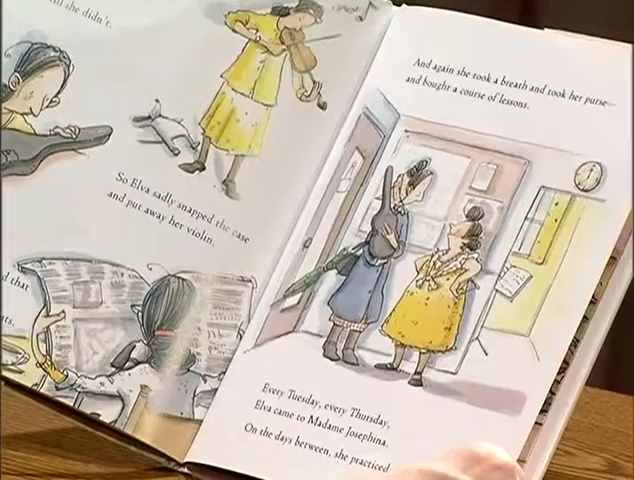 she didn't.
So Elva sadly snapped the case
and put away her violin.
d that
And again she took a breath and took her purse—
and bought a course of lessons.
Every Tuesday, every Thursday,
Elva came to Madame Josephina.
On the days between, she practiced